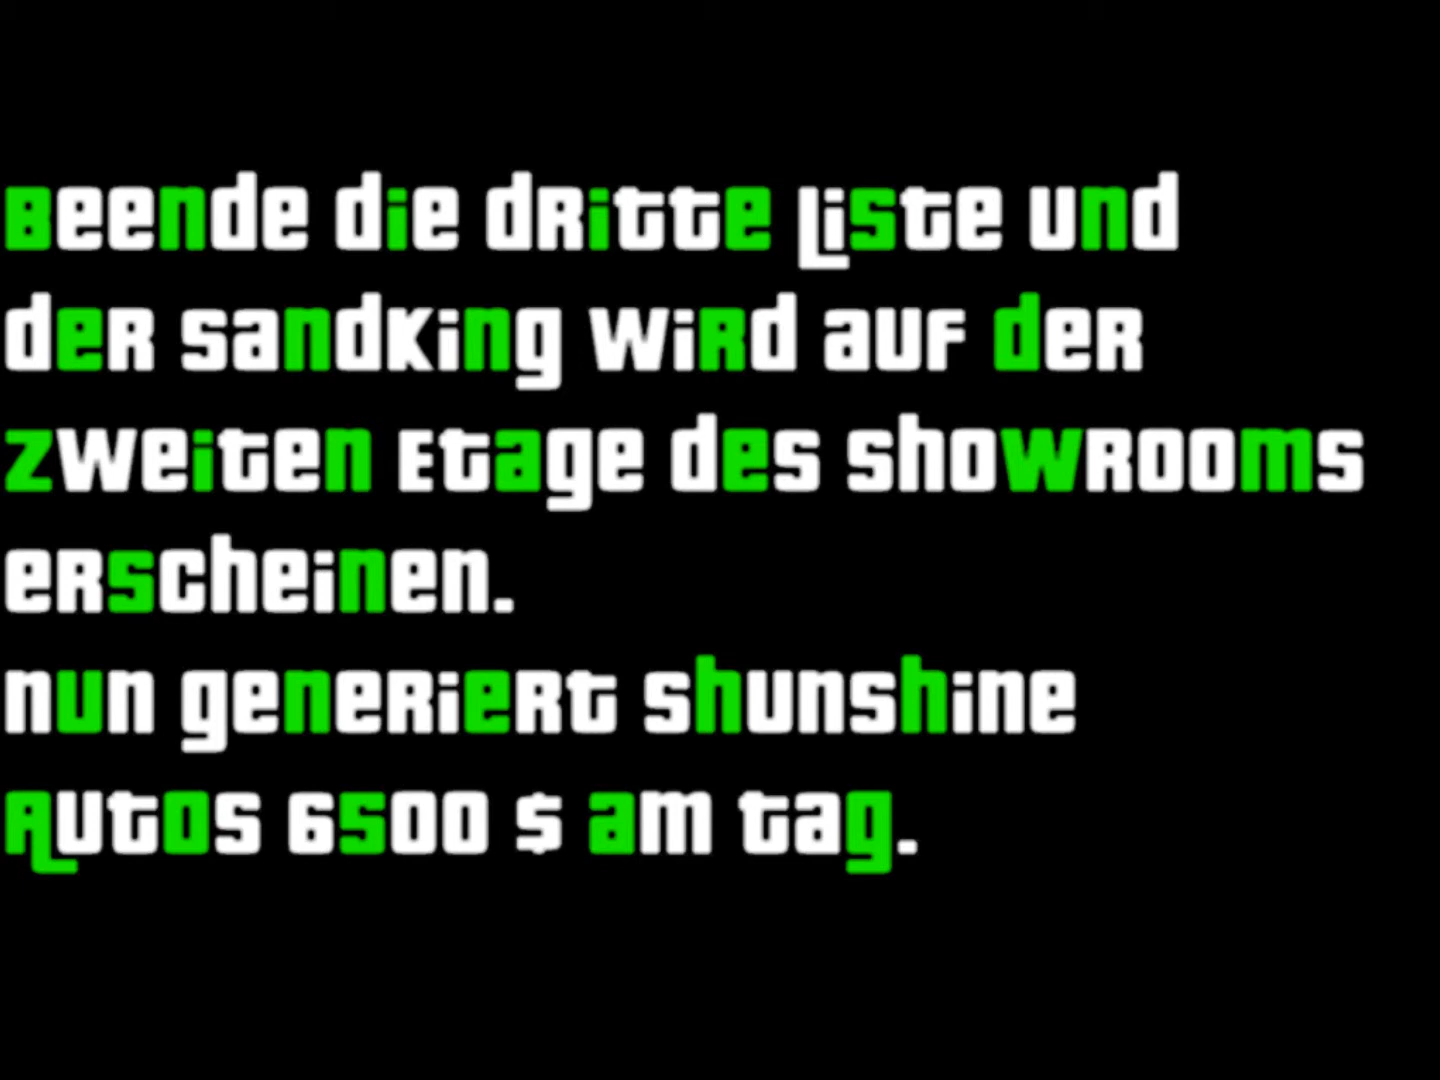 Beende die dritte Liste und
der sandking wird auf der
zweiten Etage des showrooms
erscheinen.
nun generiert shunshine
Autos 6500 $ am tag.